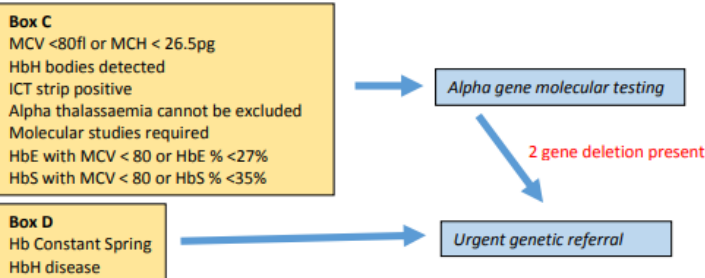 Box C
MCV <80fl or MCH < 26.5pg
HbH bodies detected
ICT strip positive
Alpha thalassaemia cannot be excluded
Molecular studies required
HbE with MCV < 80 or HbE % <27%
HbS with MCV < 80 or HbS % <35%
Alpha gene molecular testing
2 gene deletion present
Box D
Hb Constant Spring
HbH disease
Urgent genetic referral